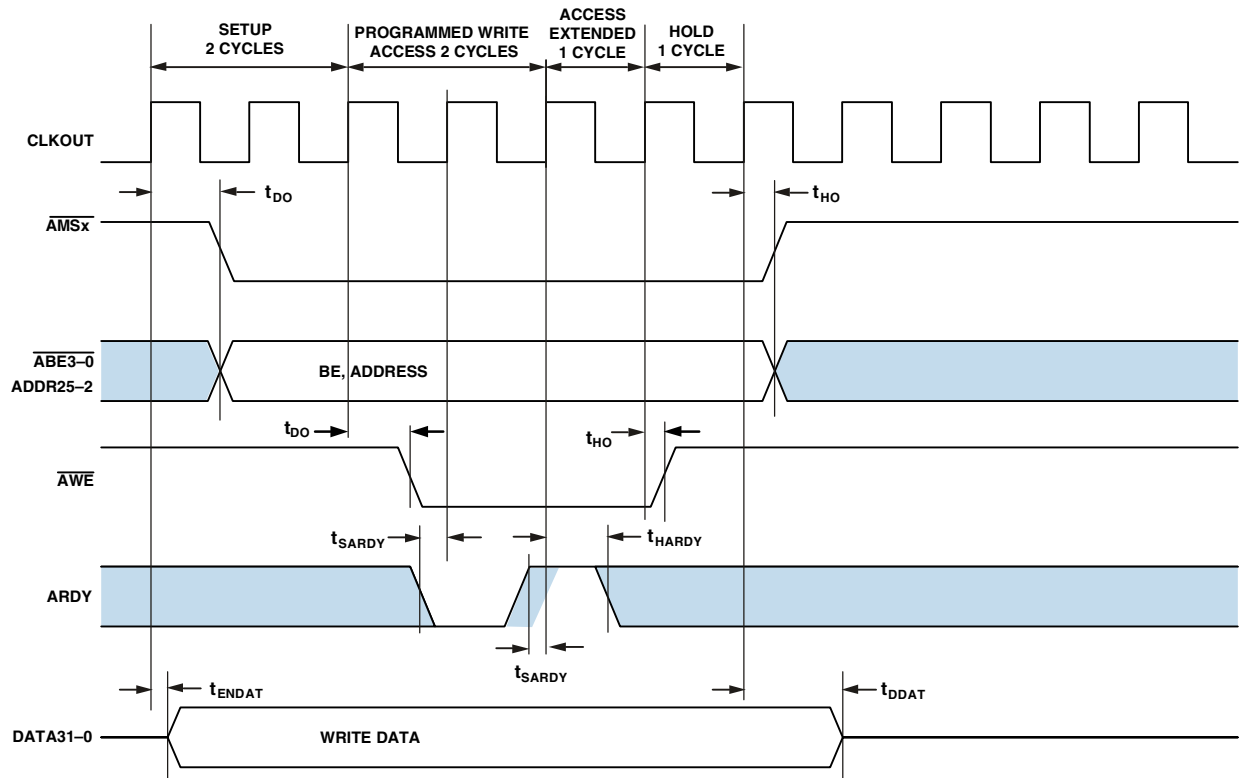 SETUP
2 CYCLES
PROGRAMMED WRITE
ACCESS 2 CYCLES
ACCESS
EXTENDED
1 CYCLE
HOLD
1 CYCLE
CLKOUT
tDO
tHO
AMSx
ABE3–0
ADDR25–2
BE, ADDRESS
tDO
tHO
AWE
tSARDY
tHARDY
ARDY
tSARDY
tENDAT
tDDAT
DATA31–0
WRITE DATA